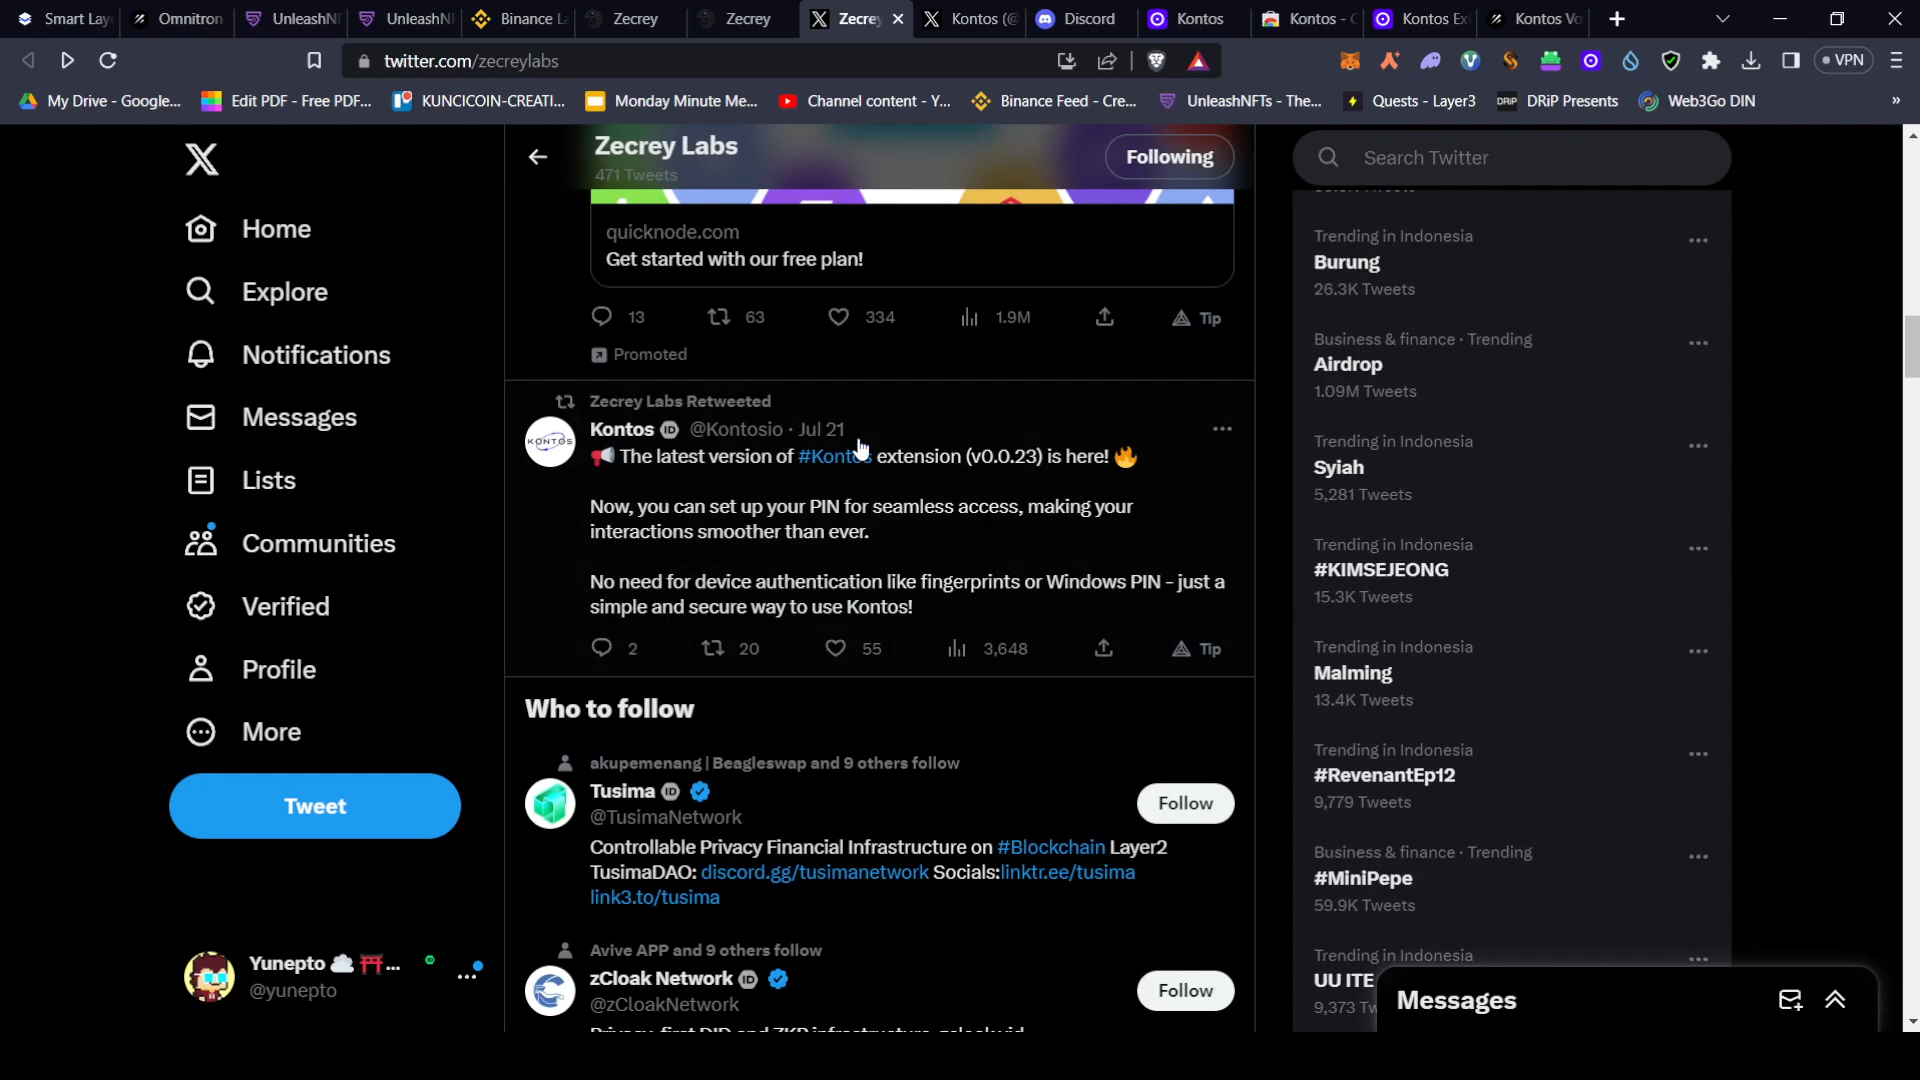 Smart Lay
Omnitron
UnleashNF
UnleashNF
Binance L
Zecrey
Zecrey
Zecrey
Kontos (@
Discord
Kontos
Kontos - C
Kontos Ex
Kontos Vo
twitter.com/zecreylabs
VPN
My Drive - Google...
Edit PDF - Free PDF...
KUNCICOIN-CREATI...
Monday Minute Me...
Channel content - Y...
Binance Feed - Cre...
UnleashNFTs - The...
Quests - Layer3
DRiP Presents
Web3Go DIN
»
Home
Explore
Notifications
Messages
Lists
Communities
Verified
Profile
More
Tweet
Yunepto ☁️⛩️...
@yunepto
Zecrey Labs
471 Tweets
Following
quicknode.com
Get started with our free plan!
13 63 334 1.9M Tip
Promoted
Zecrey Labs Retweeted
Kontos @Kontosio · Jul 21
KONTOS
📢 The latest version of #Kontos extension (v0.0.23) is here! 🔥
Now, you can set up your PIN for seamless access, making your
interactions smoother than ever.
No need for device authentication like fingerprints or Windows PIN – just a
simple and secure way to use Kontos!
2 20 55 3,648 Tip
Who to follow
akupemenang | Beagleswap and 9 others follow
Tusima
@TusimaNetwork
Follow
Controllable Privacy Financial Infrastructure on #Blockchain Layer2
TusimaDAO: discord.gg/tusimanetwork Socials:linktr.ee/tusima
link3.to/tusima
Avive APP and 9 others follow
zCloak Network
@zCloakNetwork
Follow
Search Twitter
Trending in Indonesia
Burung
26.3K Tweets
Business & finance · Trending
Airdrop
1.09M Tweets
Trending in Indonesia
Syiah
5,281 Tweets
Trending in Indonesia
#KIMSEJEONG
15.3K Tweets
Trending in Indonesia
Malming
13.4K Tweets
Trending in Indonesia
#RevenantEp12
9,779 Tweets
Business & finance · Trending
#MiniPepe
59.9K Tweets
Trending in Indonesia
UU ITE
9,373 Tw
Messages